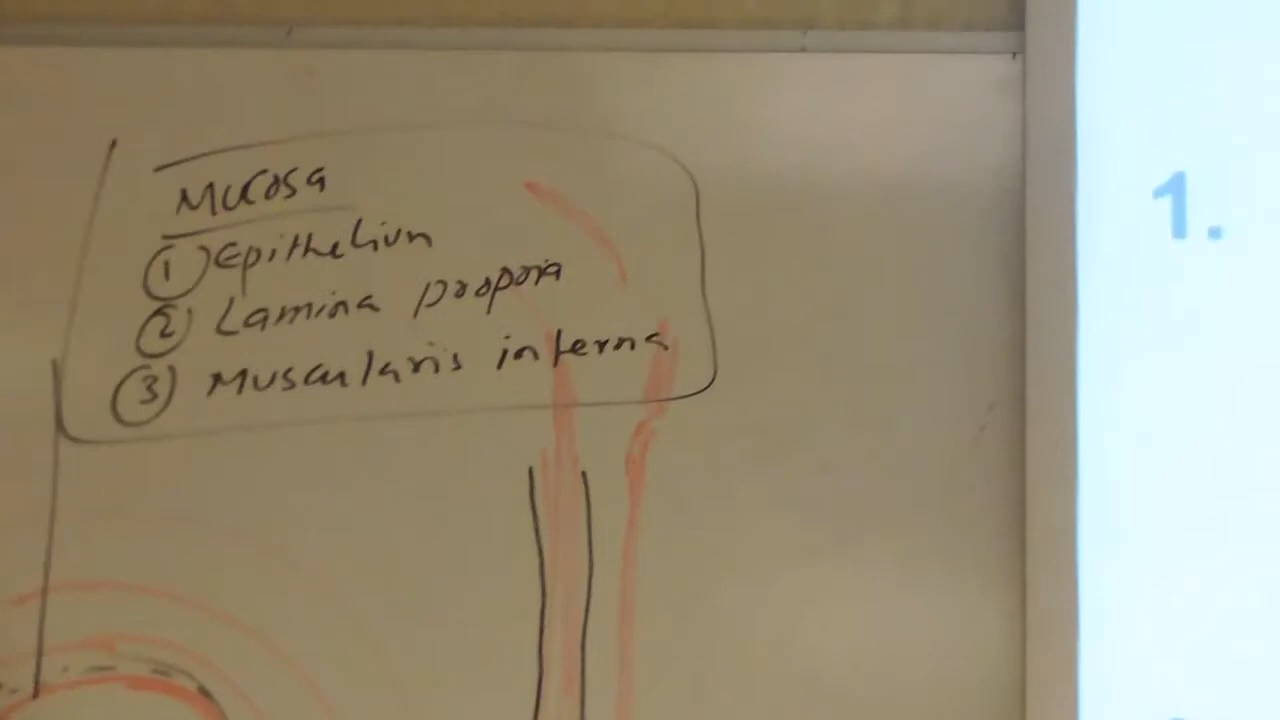 Mucosa
① Epithelium
② Lamina propria
③ Muscularis interna
1.